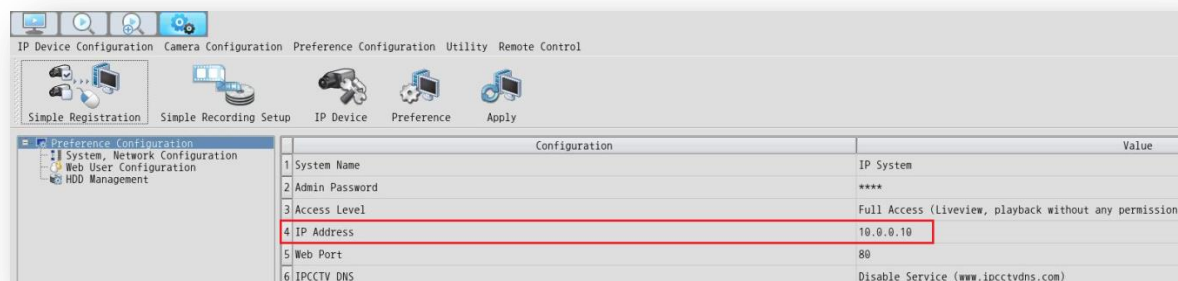 IP Device Configuration Camera Configuration Preference Configuration Utility Remote Control
Simple Registration Simple Recording Setup IP Device Preference Apply
Preference Configuration
System, Network Configuration
Web User Configuration
HDD Management
Configuration Value
1 System Name IP System
2 Admin Password ****
3 Access Level Full Access (Liveview, playback without any permission
4 IP Address 10.0.0.10
5 Web Port 80
6 IPCCTV DNS Disable Service (www.ipcctvdns.com)